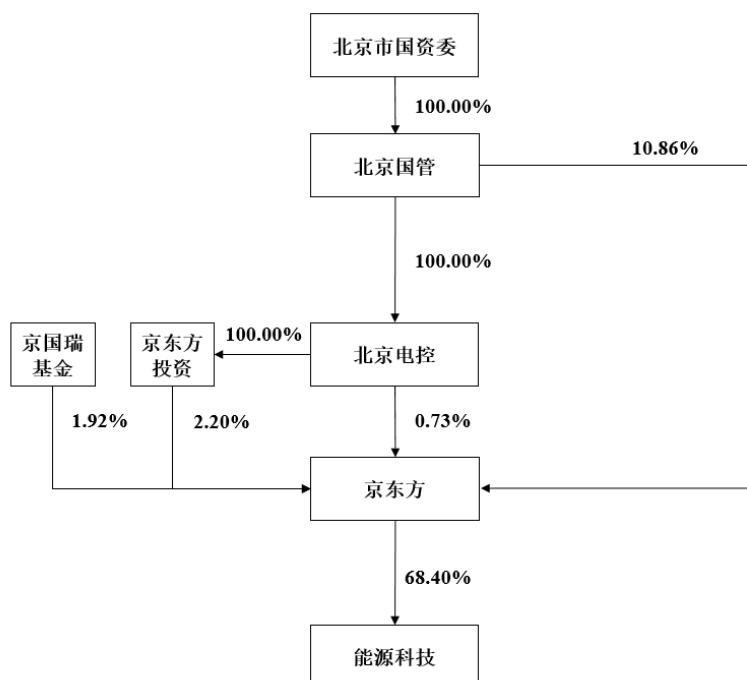 北京市国资委
100.00%
北京国管
10.86%
100.00%
京国瑞
基金
京东方
投资
100.00%
北京电控
1.92%
2.20%
0.73%
京东方
68.40%
能源科技